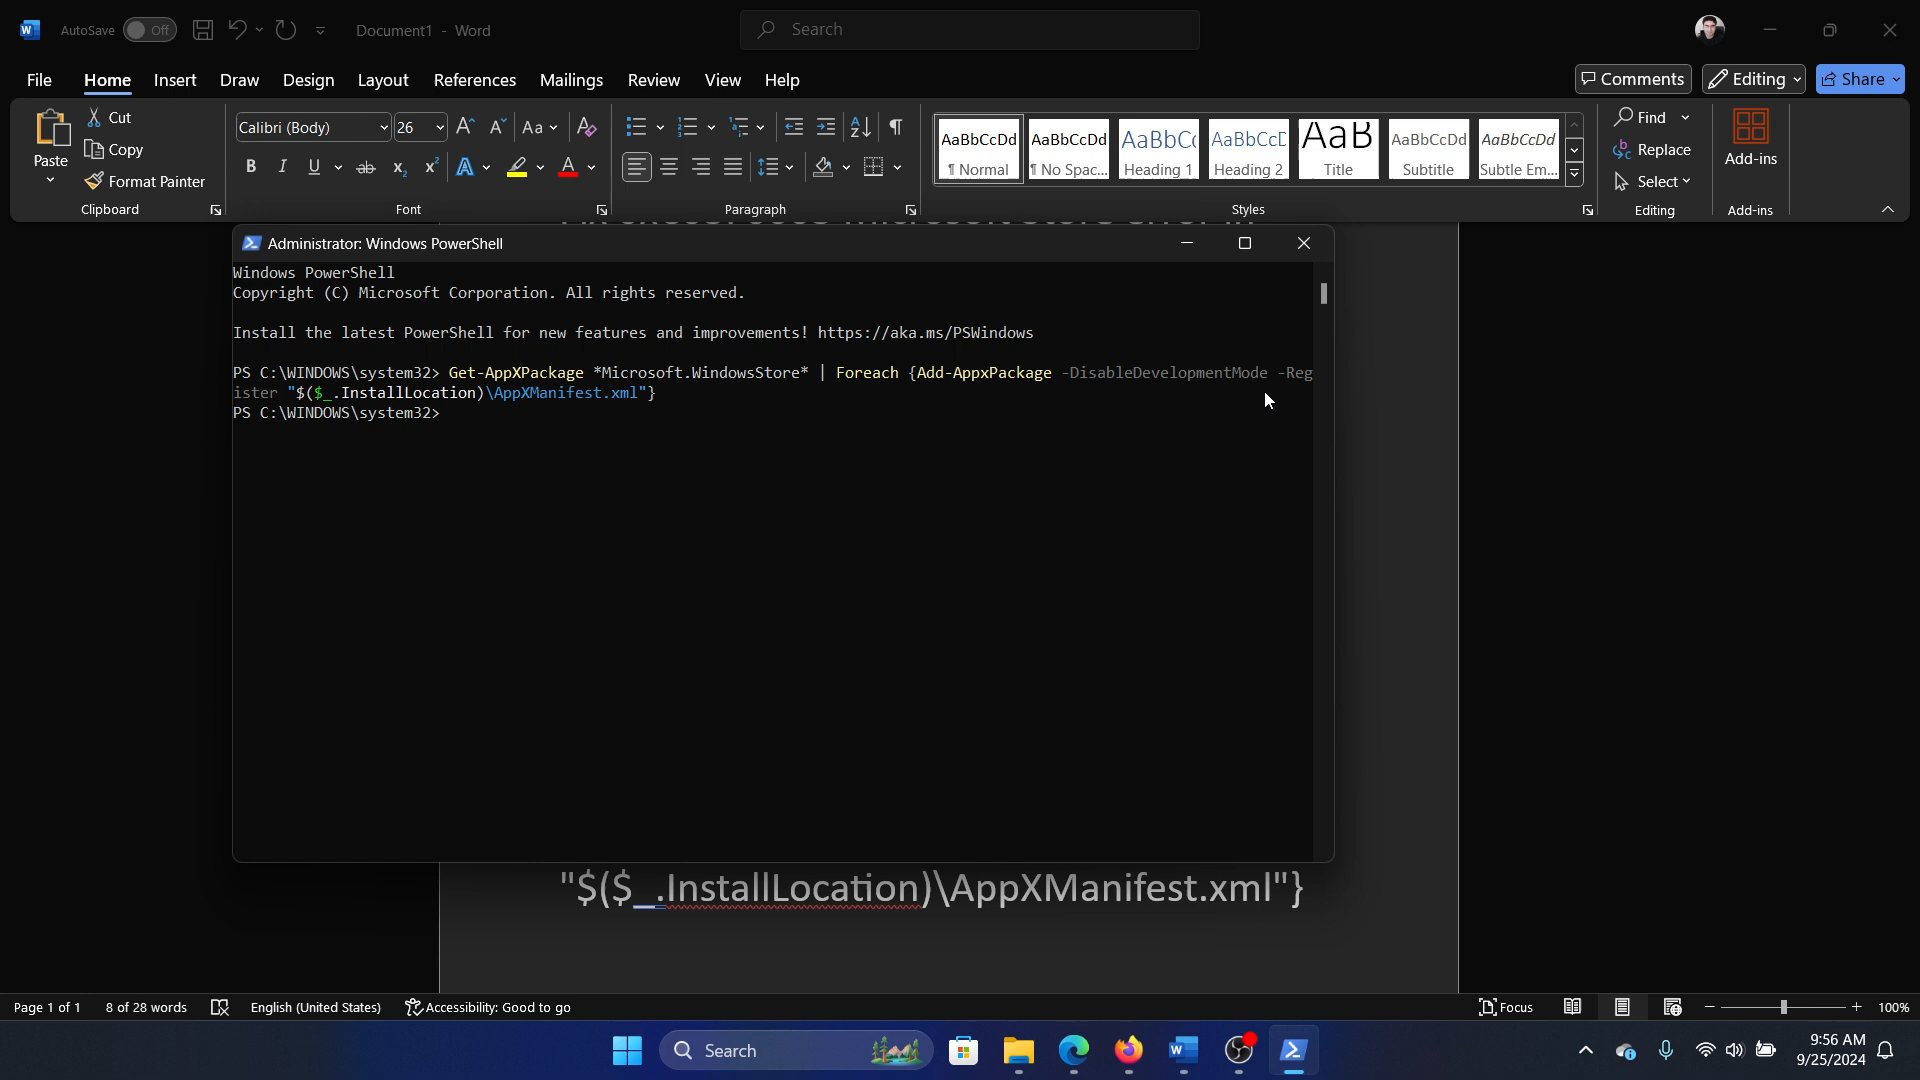 AutoSave Off Document1 - Word Search
File Home Insert Draw Design Layout References Mailings Review View Help Comments Editing Share
Paste Cut Copy Format Painter
Clipboard
Calibri (Body) 26 Aa
B I U ab x₂ x² A A
Font
Paragraph
AaBbCcDd AaBbCcDd AaBbC AaBbCcE AaB AaBbCcDd AaBbCcDd
¶ Normal ¶ No Spac... Heading 1 Heading 2 Title Subtitle Subtle Em...
Styles
Find
Replace
Select
Editing
Add-ins
Add-ins
Administrator: Windows PowerShell
Windows PowerShell
Copyright (C) Microsoft Corporation. All rights reserved.
Install the latest PowerShell for new features and improvements! https://aka.ms/PSWindows
PS C:\WINDOWS\system32> Get-AppXPackage *Microsoft.WindowsStore* | Foreach {Add-AppxPackage -DisableDevelopmentMode -Reg
ister "$($_.InstallLocation)\AppXManifest.xml"}
PS C:\WINDOWS\system32>
"$($_.InstallLocation)\AppXManifest.xml"}
Page 1 of 1 8 of 28 words English (United States) Accessibility: Good to go Focus 100%
Search
9:56 AM
9/25/2024